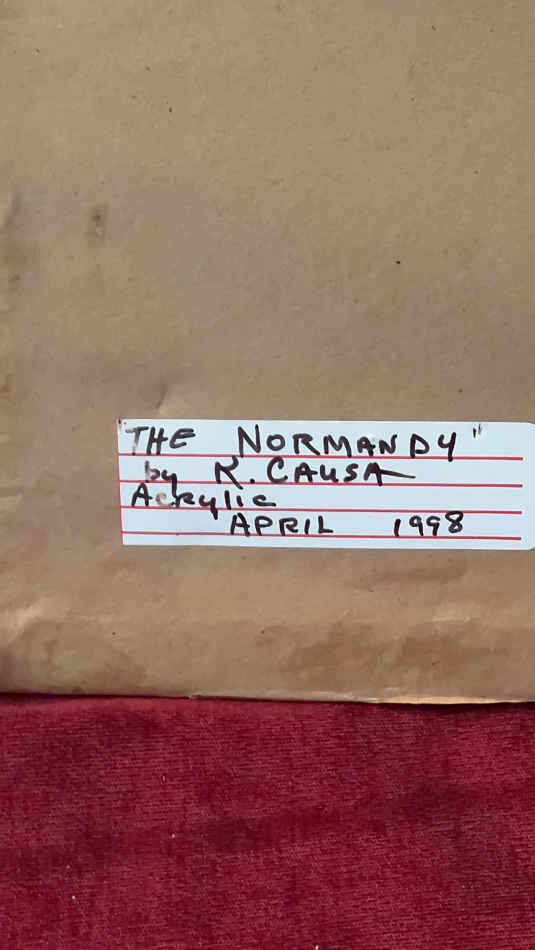 "THE NORMANDY"
by K. CAUSA
Acrylic
APRIL 1998